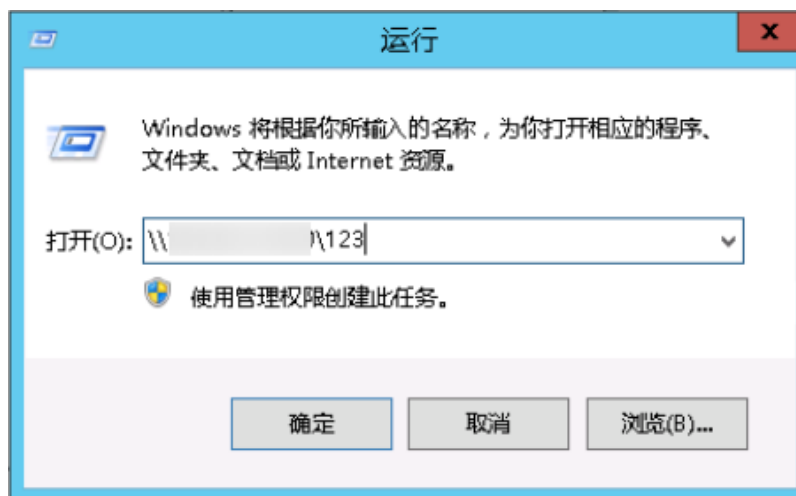 运行
Windows 将根据你所输入的名称，为你打开相应的程序、
文件夹、文档或 Internet 资源。
打开(O): \\ \123
使用管理权限创建此任务。
确定 取消 浏览(B)...